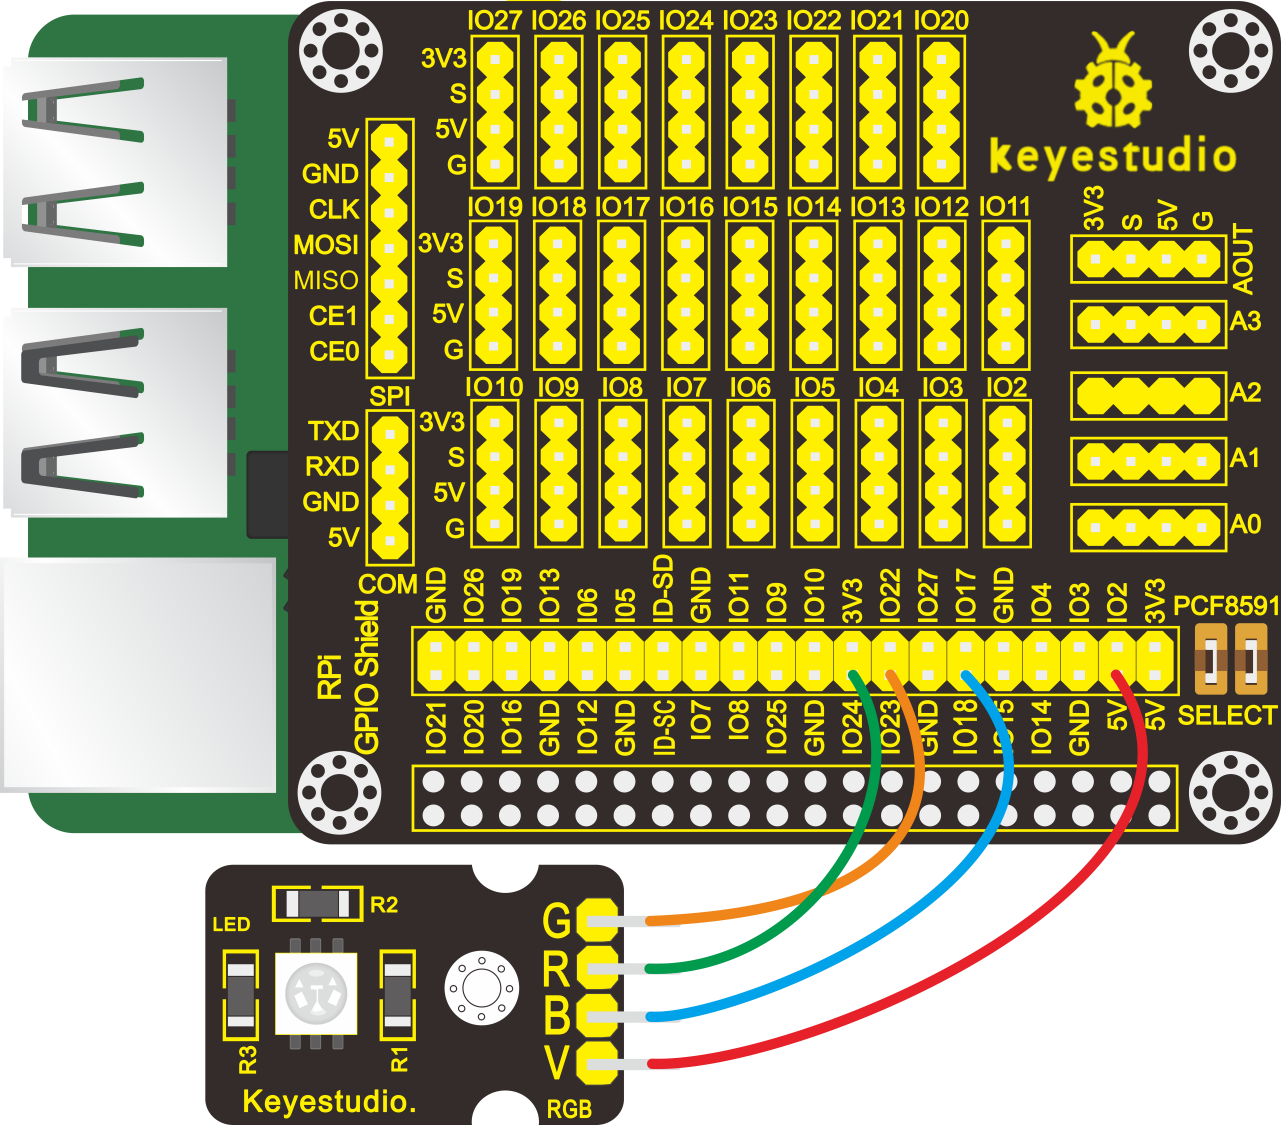 IO27 IO26 IO25 IO24 IO23 IO22 IO21 IO20
3V3
S
5V
G
keyestudio
5V
GND
CLK
MOSI
MISO
CE1
CE0
SPI
IO19 IO18 IO17 IO16 IO15 IO14 IO13 IO12 IO11
3V3
S
5V
G
3V3 S 5V G
AOUT
A3
A2
A1
A0
IO10 IO9 IO8 IO7 IO6 IO5 IO4 IO3 IO2
3V3
S
5V
G
TXD
RXD
GND
5V
COM
RPi
GPIO Shield
GND IO26 IO19 IO13 IO6 IO5 ID-SD GND IO11 IO9 IO10 3V3 IO22 IO27 IO17 GND IO4 IO3 IO2 3V3
PCF8591
SELECT
IO21 IO20 IO16 GND IO12 GND ID-SC IO7 IO8 IO25 GND IO24 IO23 GND IO18 IO15 IO14 GND 5V 5V
LED
R2
R3
R1
G
R
B
V
Keyestudio.
RGB